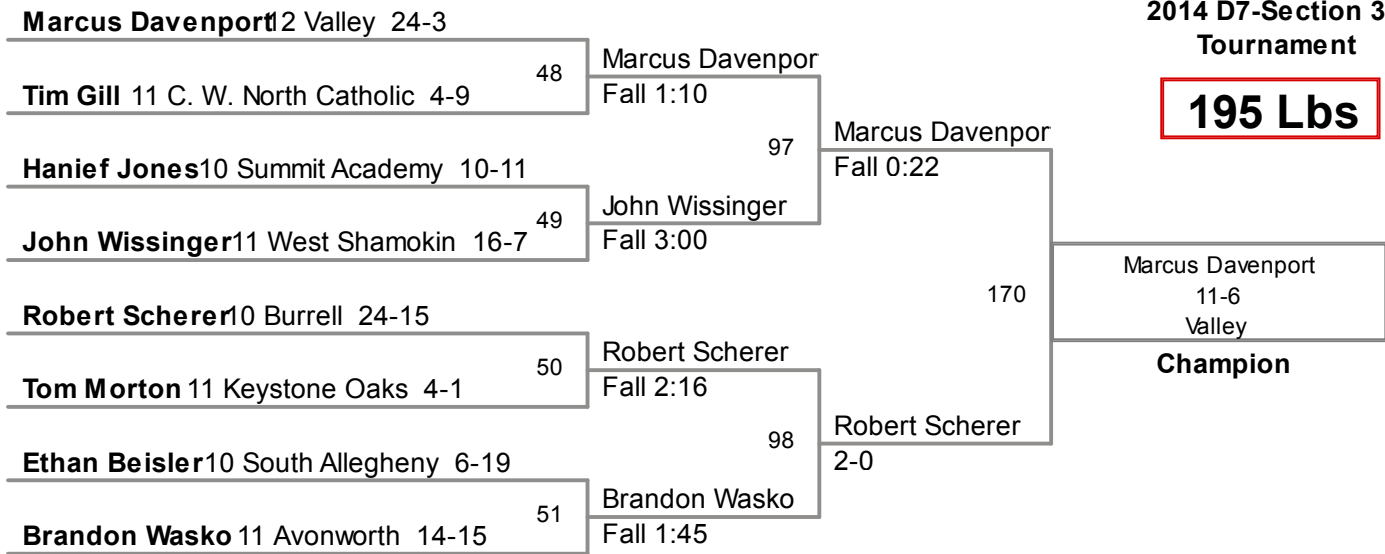 Marcus Davenport 12 Valley 24-3
Tim Gill 11 C. W. North Catholic 4-9
Hanief Jones 10 Summit Academy 10-11
John Wissinger 11 West Shamokin 16-7
Robert Scherer 10 Burrell 24-15
Tom Morton 11 Keystone Oaks 4-1
Ethan Beisler 10 South Allegheny 6-19
Brandon Wasko 11 Avonworth 14-15
48
49
50
51
Marcus Davenpor
Fall 1:10
John Wissinger
Fall 3:00
Robert Scherer
Fall 2:16
Brandon Wasko
Fall 1:45
97
98
Marcus Davenpor
Fall 0:22
Robert Scherer
2-0
170
Marcus Davenport
11-6
Valley
Champion
2014 D7-Section 3
Tournament
195 Lbs